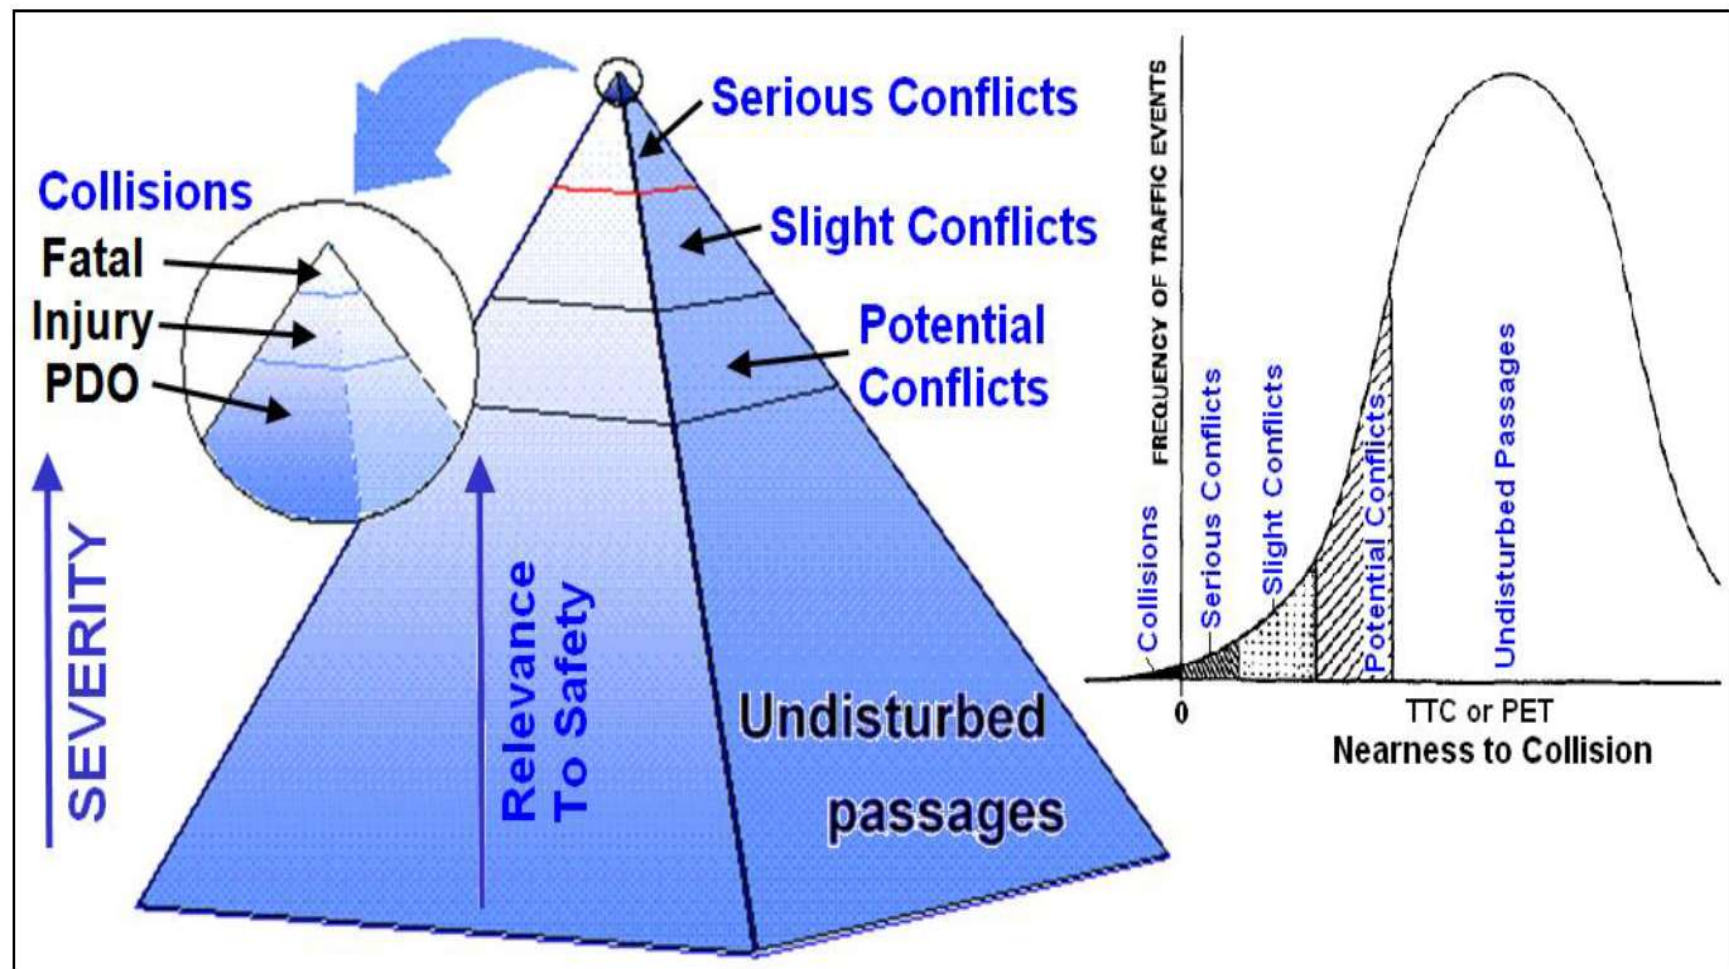 Serious Conflicts
Slight Conflicts
Potential
Conflicts
Collisions
Fatal
Injury
PDO
SEVERITY
Relevance
To Safety
Undisturbed
passages
FREQUENCY OF TRAFFIC EVENTS
Collisions
Serious Conflicts
Slight Conflicts
Potential Conflicts
Undisturbed Passages
0
TTC or PET
Nearness to Collision